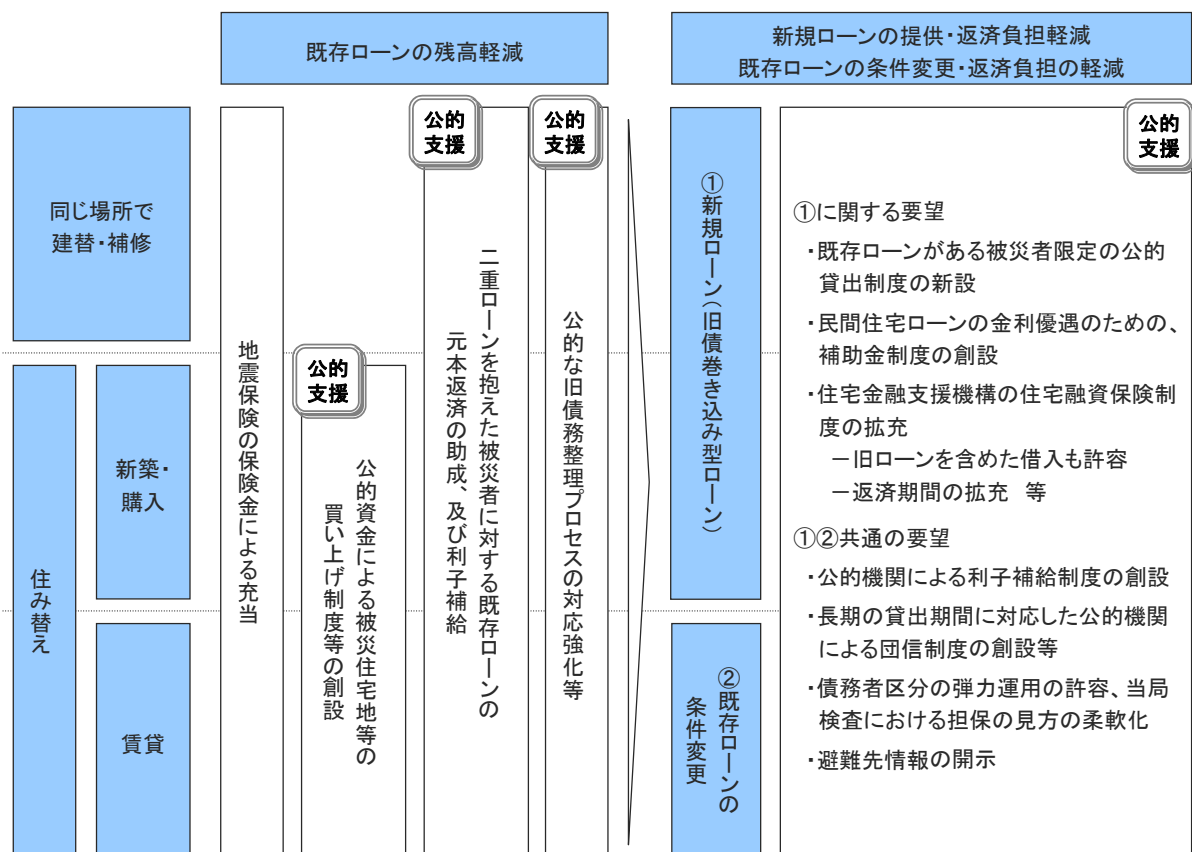 既存ローンの残高軽減
新規ローンの提供・返済負担軽減
既存ローンの条件変更・返済負担の軽減
同じ場所で
建替・補修
住み替え
新築・
購入
賃貸
地震保険の保険金による充当
公的
支援
公的資金による被災住宅地等の
買い上げ制度等の創設
公的
支援
二重ローンを抱えた被災者に対する既存ローンの
元本返済の助成、及び利子補給
公的
支援
公的な旧債務整理プロセスの対応強化等
①新規ローン（旧債巻き込み型ローン）
②既存ローンの
条件変更
公的
支援
①に関する要望
・既存ローンがある被災者限定の公的
貸出制度の新設
・民間住宅ローンの金利優遇のための、
補助金制度の創設
・住宅金融支援機構の住宅融資保険制
度の拡充
－旧ローンを含めた借入も許容
－返済期間の拡充　等
①②共通の要望
・公的機関による利子補給制度の創設
・長期の貸出期間に対応した公的機関
による団信制度の創設等
・債務者区分の弾力運用の許容、当局
検査における担保の見方の柔軟化
・避難先情報の開示